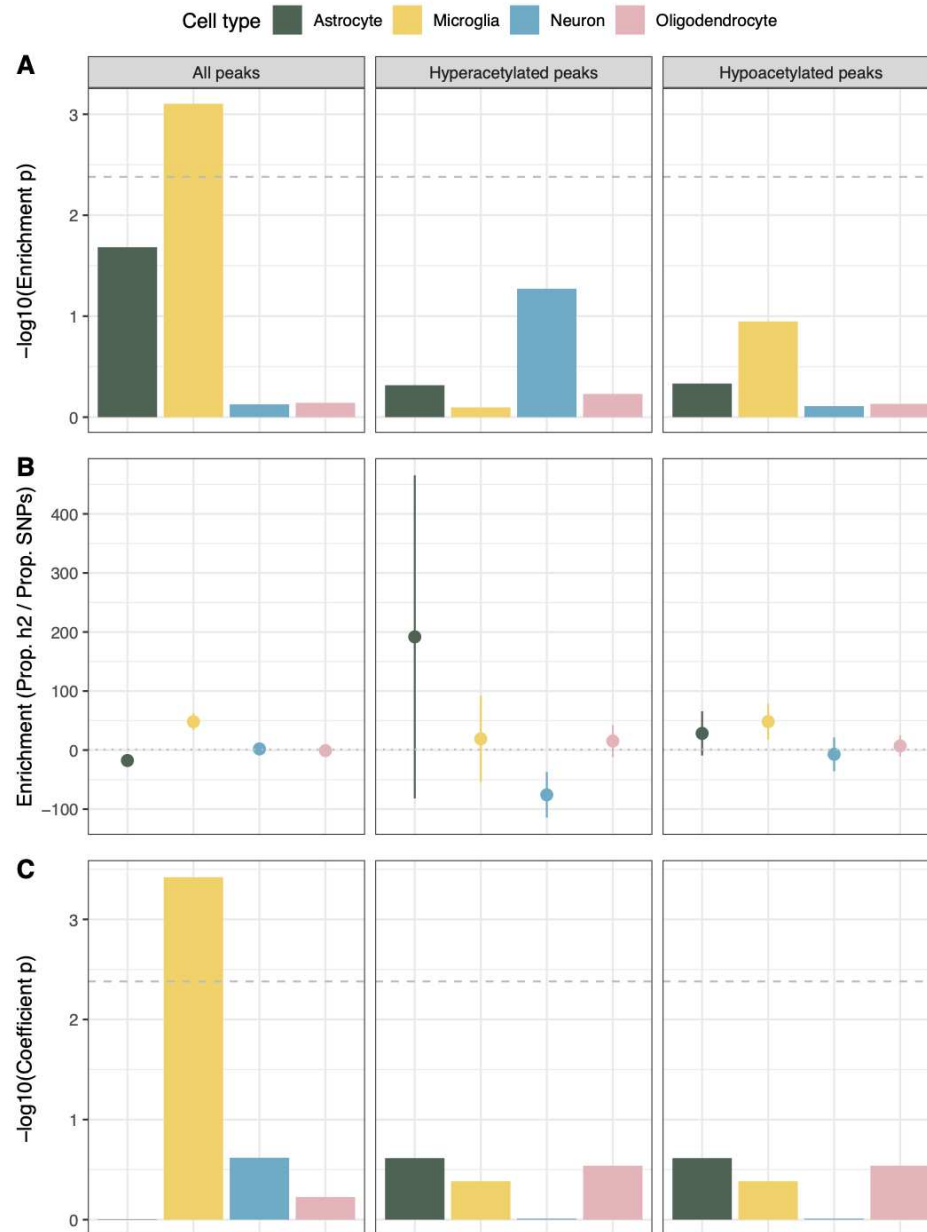 Cell type Astrocyte Microglia Neuron Oligodendrocyte
A
All peaks Hyperacetylated peaks Hypoacetylated peaks
−log10(Enrichment p)
3
2
1
0
B
Enrichment (Prop. h2 / Prop. SNPs)
400
300
200
100
0
−100
C
−log10(Coefficient p)
3
2
1
0